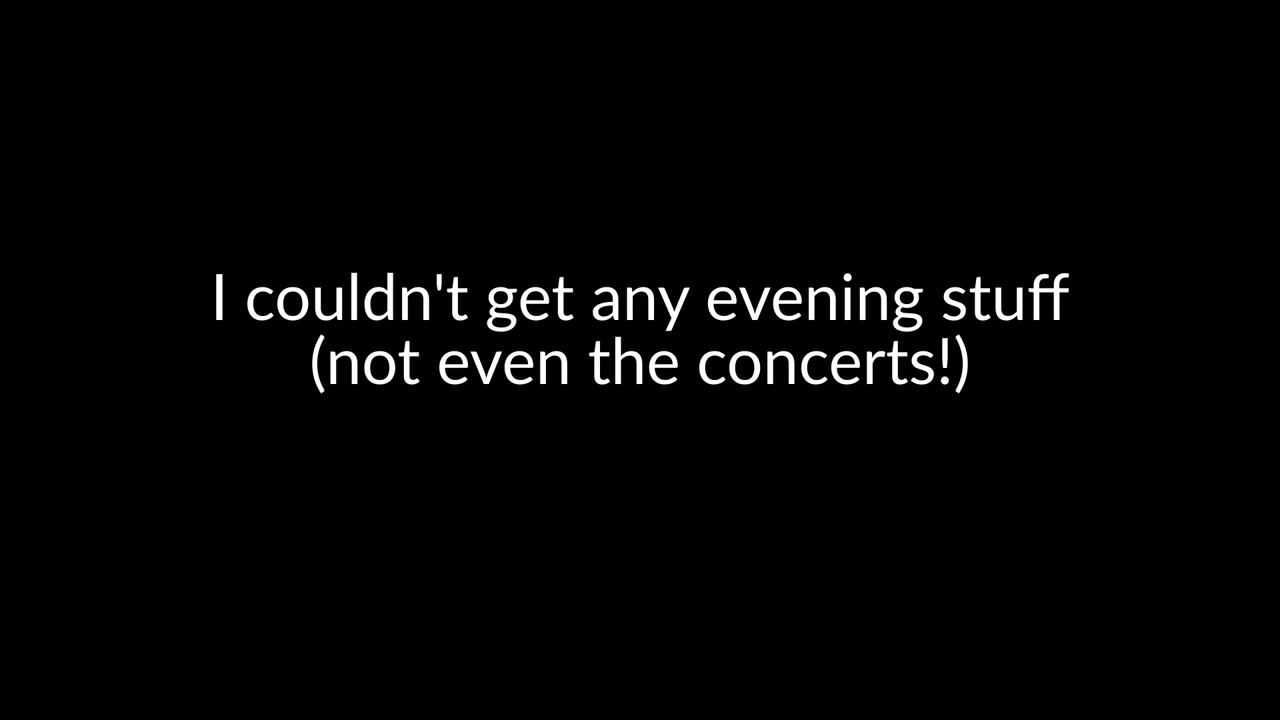 I couldn't get any evening stuff
(not even the concerts!)